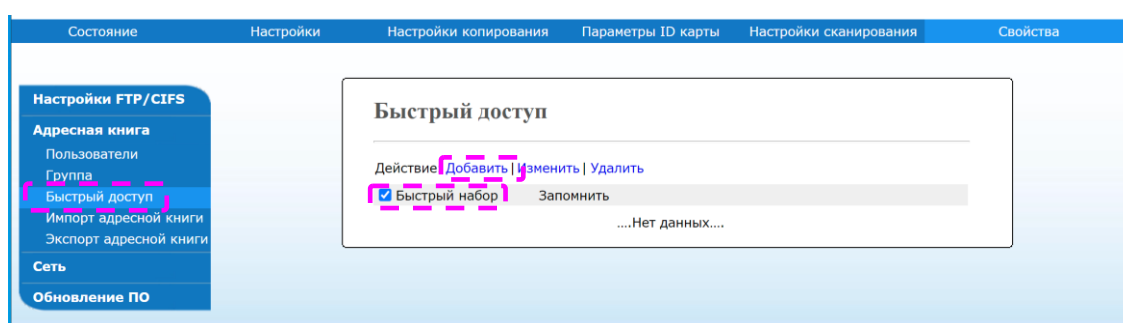 Состояние Настройки Настройки копирования Параметры ID карты Настройки сканирования Свойства
Настройки FTP/CIFS
Адресная книга
Пользователи
Группа
Быстрый доступ
Импорт адресной книги
Экспорт адресной книги
Сеть
Обновление ПО
Быстрый доступ
Действие: Добавить | Изменить | Удалить
Быстрый набор Запомнить
....Нет данных....